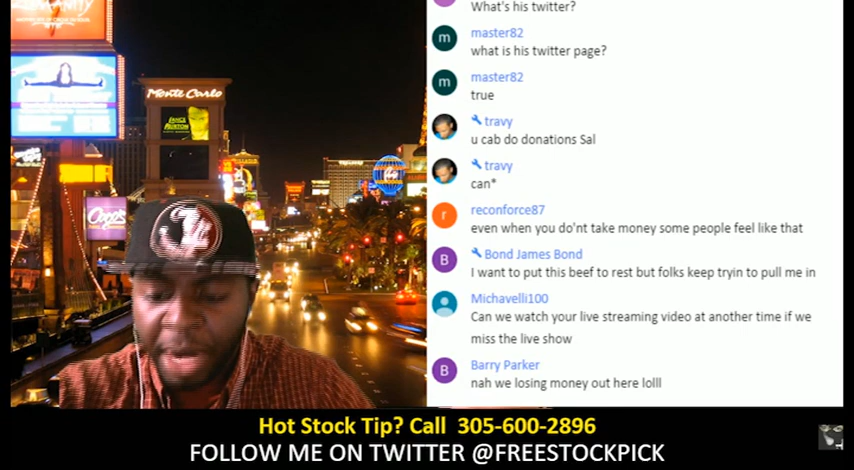 Monte Carlo
LANCE
BURTON
What's his twitter?
master82
what is his twitter page?
master82
true
travy
u cab do donations Sal
travy
can*
reconforce87
even when you do'nt take money some people feel like that
Bond James Bond
I want to put this beef to rest but folks keep tryin to pull me in
Michavelli100
Can we watch your live streaming video at another time if we
miss the live show
Barry Parker
nah we losing money out here lolll
m
m
r
B
B
Hot Stock Tip? Call 305-600-2896
FOLLOW ME ON TWITTER @FREESTOCKPICK